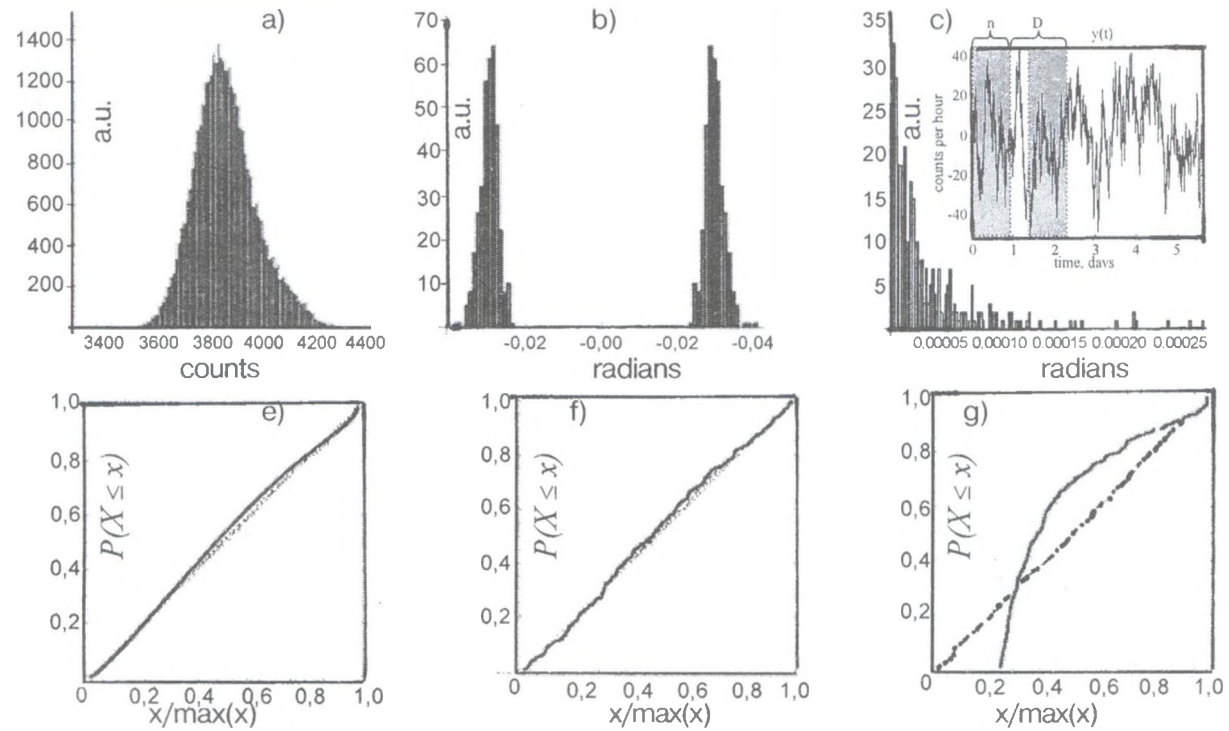 a)
1400
1200
1000
800
600
400
200
a.u.
3400 3600 3800 4000 4200 4400
counts
b)
70
60
50
40
30
20
10
a.u.
-0,02 -0,00 -0,02 -0,04
radians
c)
35
30
25
20
15
10
5
a.u.
n D y(t)
40
20
0
-20
-40
counts per hour
0 1 2 3 4 5
time, days
0.00005 0.00010 0.00015 0.00020 0.00025
radians
e)
1,0
0,8
0,6
0,4
0,2
P(X ≤ x)
0 0,2 0,4 0,6 0,8 1,0
x/max(x)
f)
1,0
0,8
0,6
0,4
0,2
P(X ≤ x)
0 0,2 0,4 0,6 0,8 1,0
x/max(x)
g)
1,0
0,8
0,6
0,4
0,2
P(X ≤ x)
0 0,2 0,4 0,6 0,8 1,0
x/max(x)